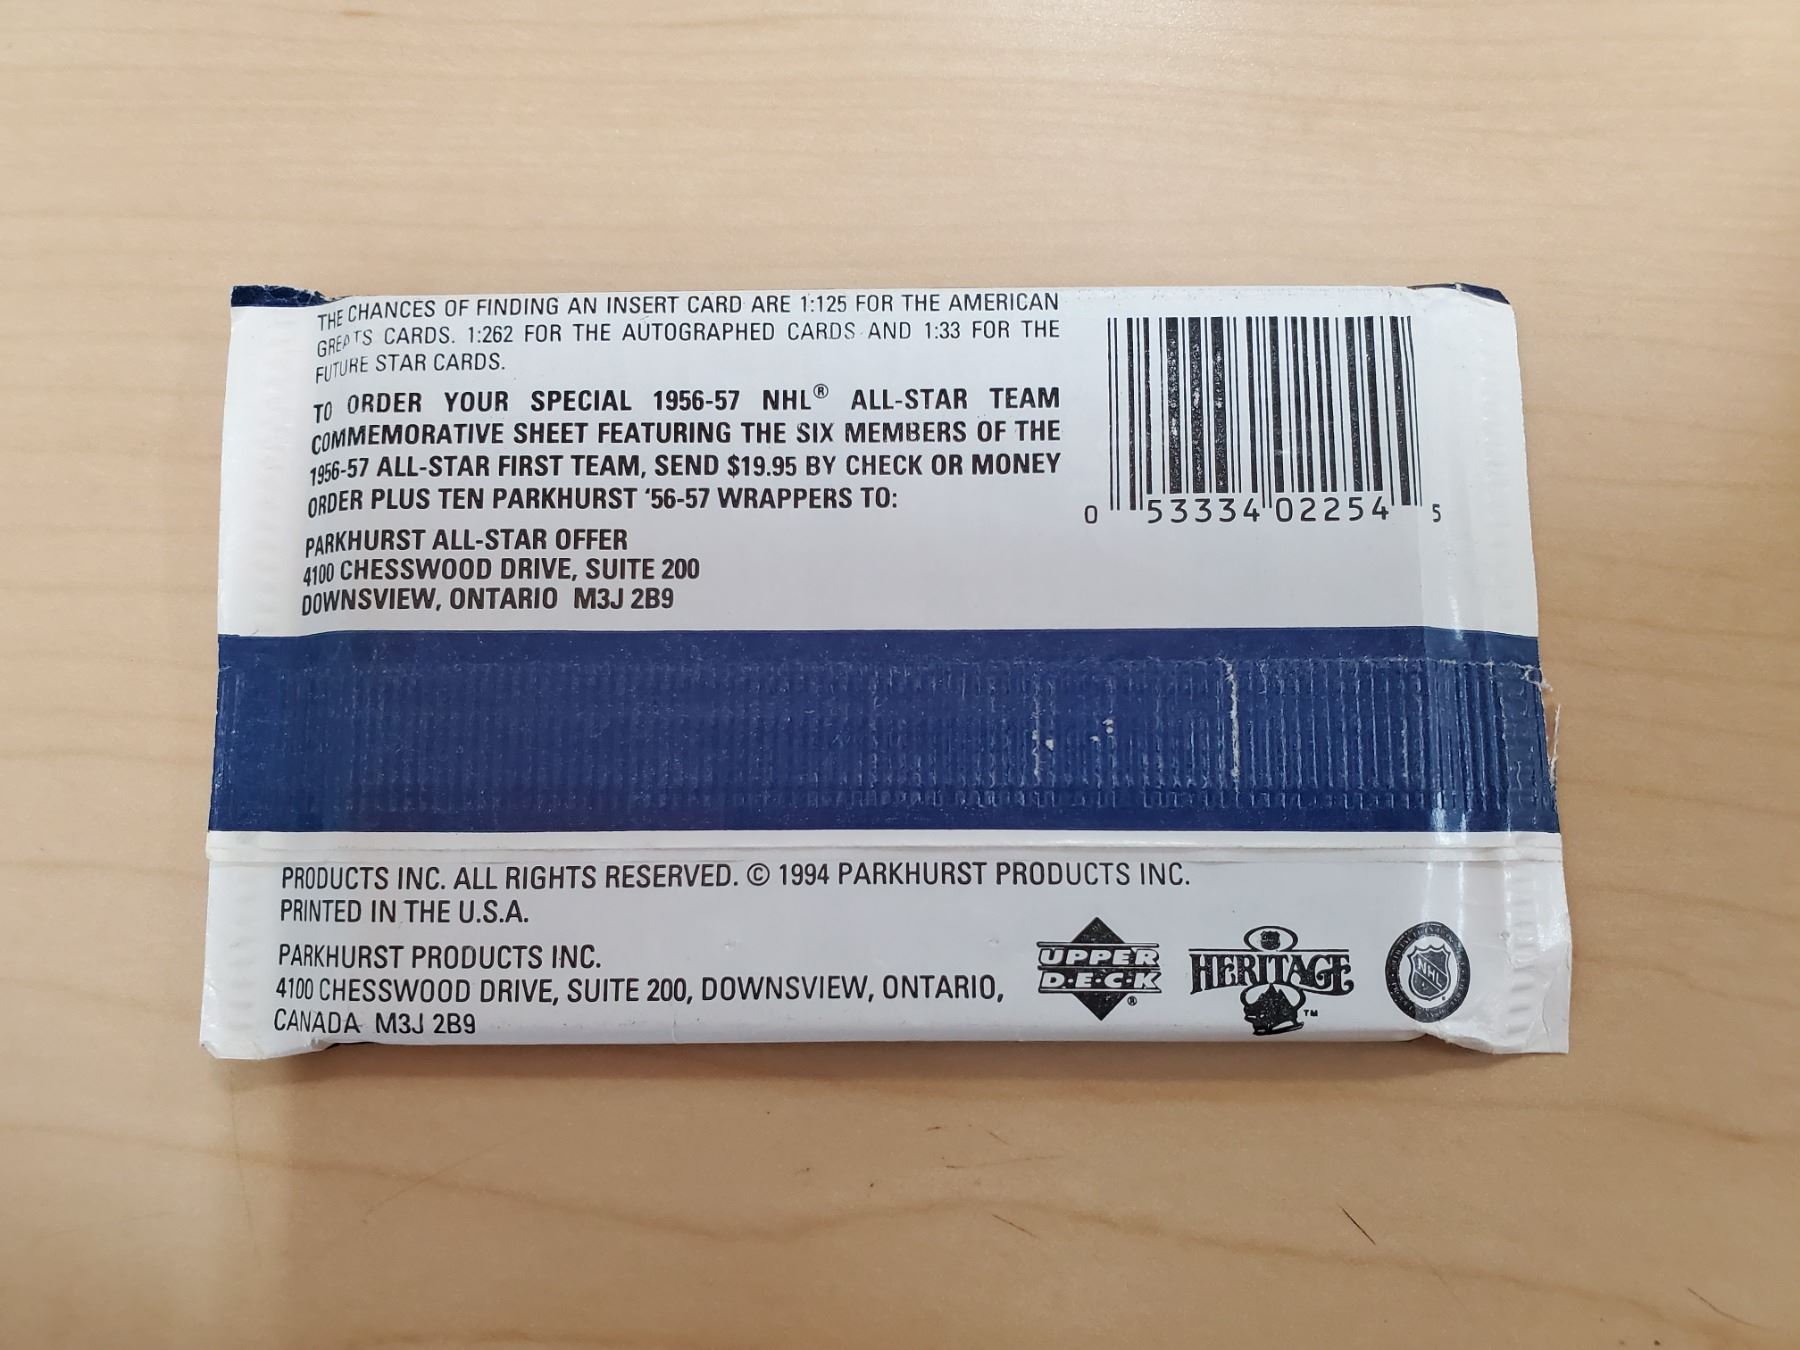 THE CHANCES OF FINDING AN INSERT CARD ARE 1:125 FOR THE AMERICAN
GREATS CARDS. 1:262 FOR THE AUTOGRAPHED CARDS AND 1:33 FOR THE
FUTURE STAR CARDS.
TO ORDER YOUR SPECIAL 1956-57 NHL® ALL-STAR TEAM
COMMEMORATIVE SHEET FEATURING THE SIX MEMBERS OF THE
1956-57 ALL-STAR FIRST TEAM, SEND $19.95 BY CHECK OR MONEY
ORDER PLUS TEN PARKHURST '56-57 WRAPPERS TO:
PARKHURST ALL-STAR OFFER
4100 CHESSWOOD DRIVE, SUITE 200
DOWNSVIEW, ONTARIO M3J 2B9
0 53334 02254 5
PRODUCTS INC. ALL RIGHTS RESERVED. © 1994 PARKHURST PRODUCTS INC.
PRINTED IN THE U.S.A.
PARKHURST PRODUCTS INC.
4100 CHESSWOOD DRIVE, SUITE 200, DOWNSVIEW, ONTARIO,
CANADA M3J 2B9
UPPER
D·E·C·K ®
HERITAGE ™
NHL